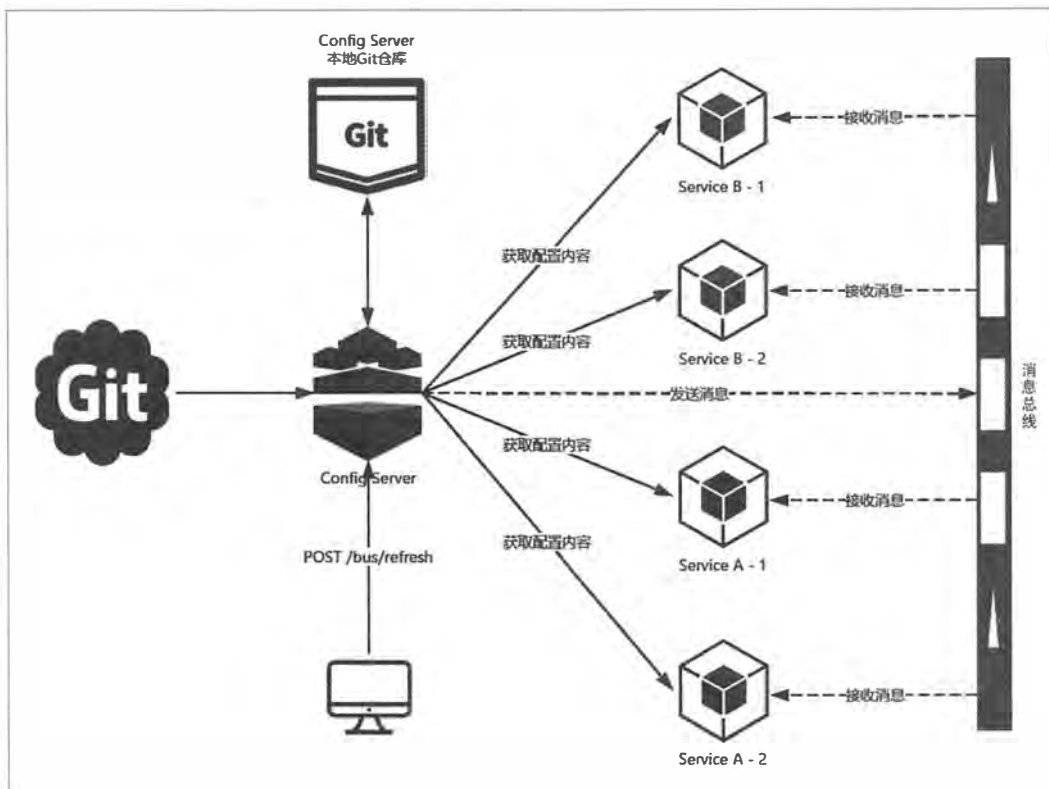 Config Server
本地Git仓库
Git
接收消息
Service B - 1
获取配置内容
接收消息
获取配置内容
Service B - 2
Git
发送消息
消息总线
获取配置内容
Config Server
接收消息
获取配置内容
POST /bus/refresh
Service A - 1
接收消息
Service A - 2